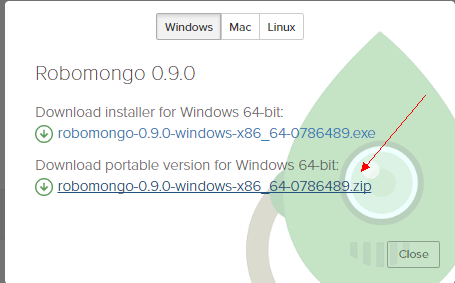 Windows Mac Linux
Robomongo 0.9.0
Download installer for Windows 64-bit:
robomongo-0.9.0-windows-x86_64-0786489.exe
Download portable version for Windows 64-bit:
robomongo-0.9.0-windows-x86_64-0786489.zip
Close